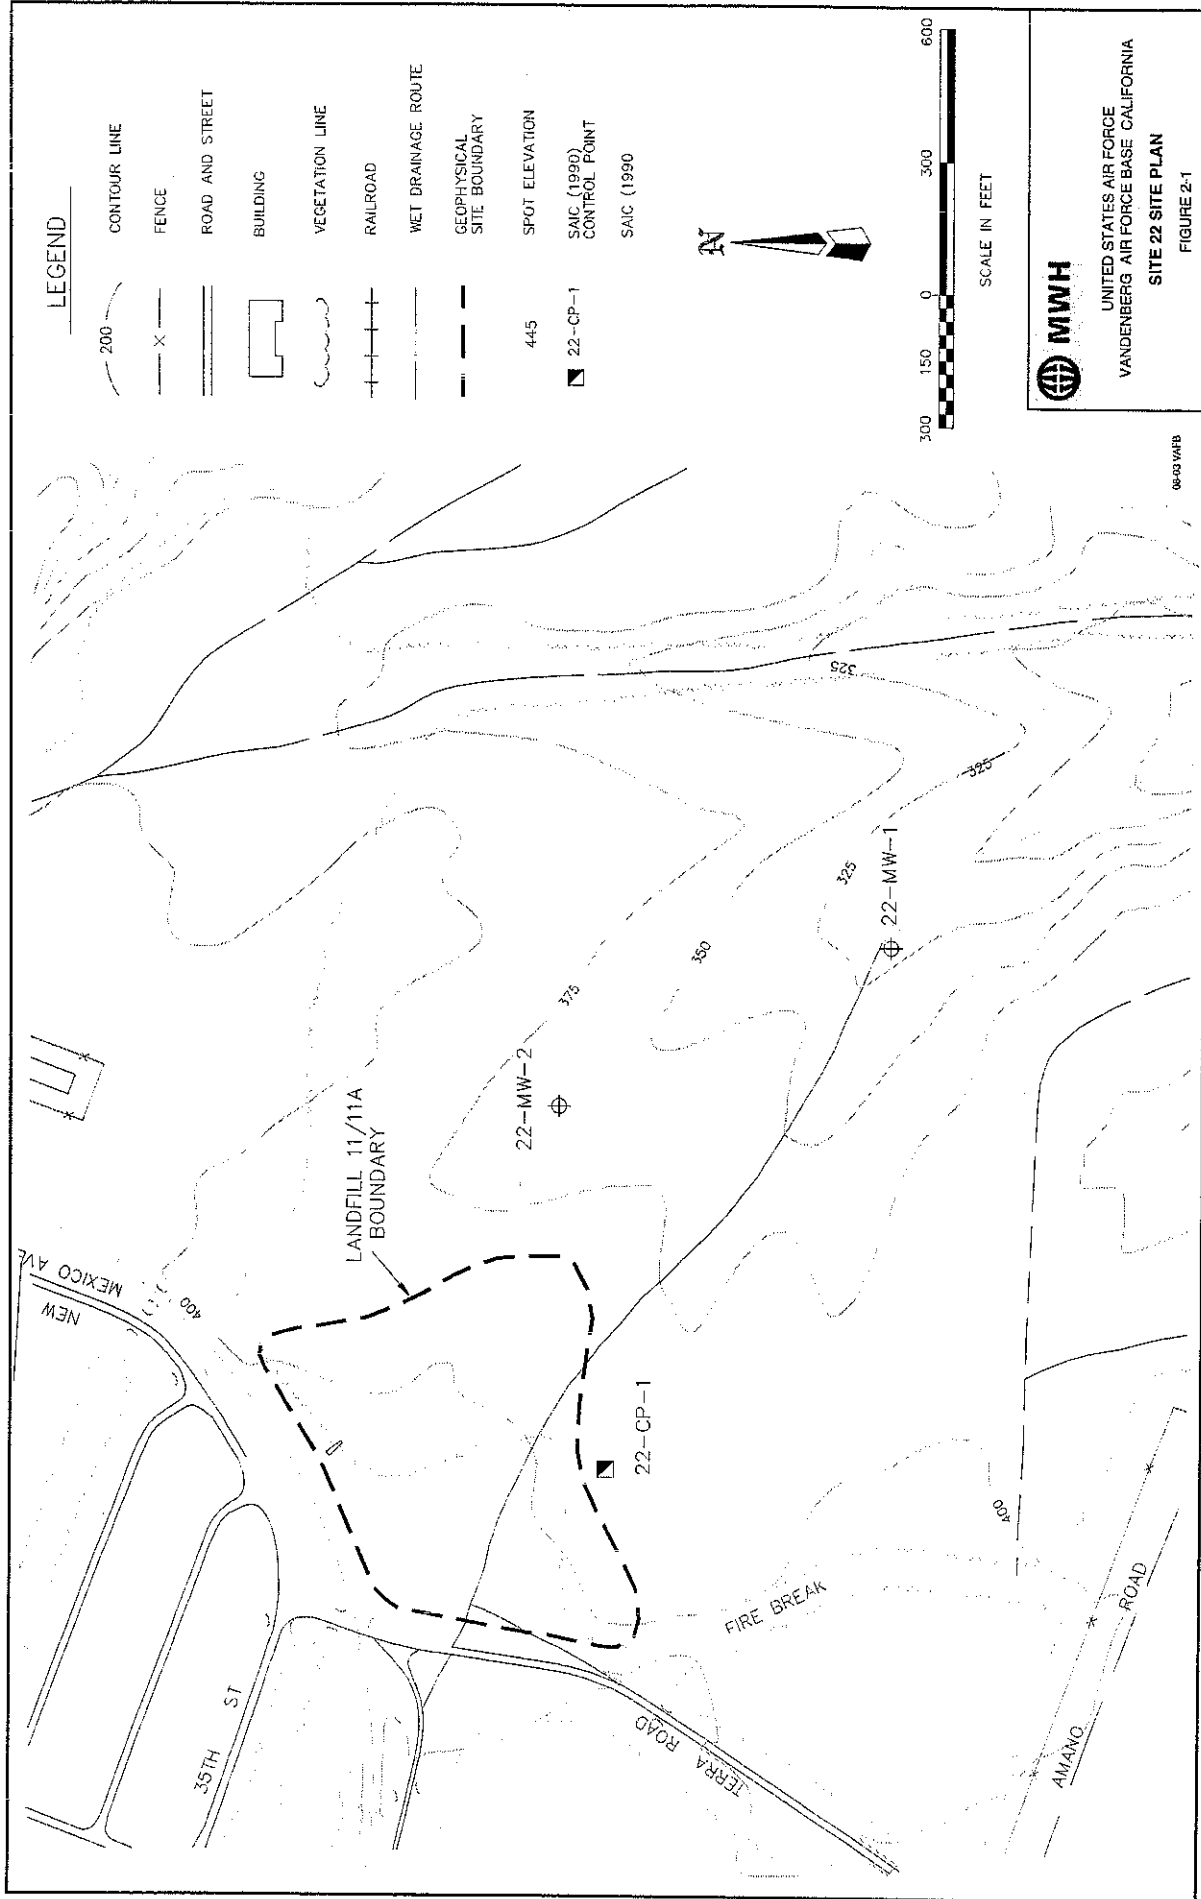 LEGEND
200
CONTOUR LINE
X
FENCE
ROAD AND STREET
BUILDING
VEGETATION LINE
RAILROAD
WET DRAINAGE ROUTE
GEOPHYSICAL
SITE BOUNDARY
445
SPOT ELEVATION
22-CP-1
SAIC (1990)
CONTROL POINT
SAIC (1990
N
300 150 0 300 600
SCALE IN FEET
MWH
UNITED STATES AIR FORCE
VANDENBERG AIR FORCE BASE CALIFORNIA
SITE 22 SITE PLAN
FIGURE 2-1
08-03 VAFB
NEW MEXICO AVE
400
35TH ST
LANDFILL 11/11A
BOUNDARY
22-MW-2
375
350
325
325
325
22-MW-1
22-CP-1
TERRA ROAD
FIRE BREAK
400
AMANO ROAD